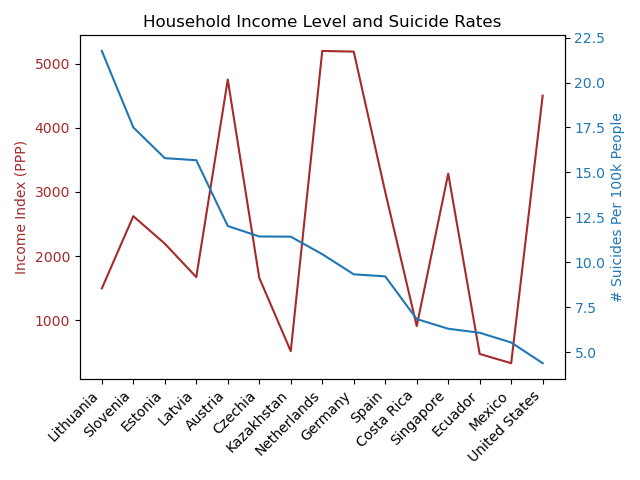 Household Income Level and Suicide Rates
Income Index (PPP)
5000
4000
3000
2000
1000
22.5
20.0
17.5
15.0
12.5
10.0
7.5
5.0
# Suicides Per 100k People
Lithuania
Slovenia
Estonia
Latvia
Austria
Czechia
Kazakhstan
Netherlands
Germany
Spain
Costa Rica
Singapore
Ecuador
Mexico
United States